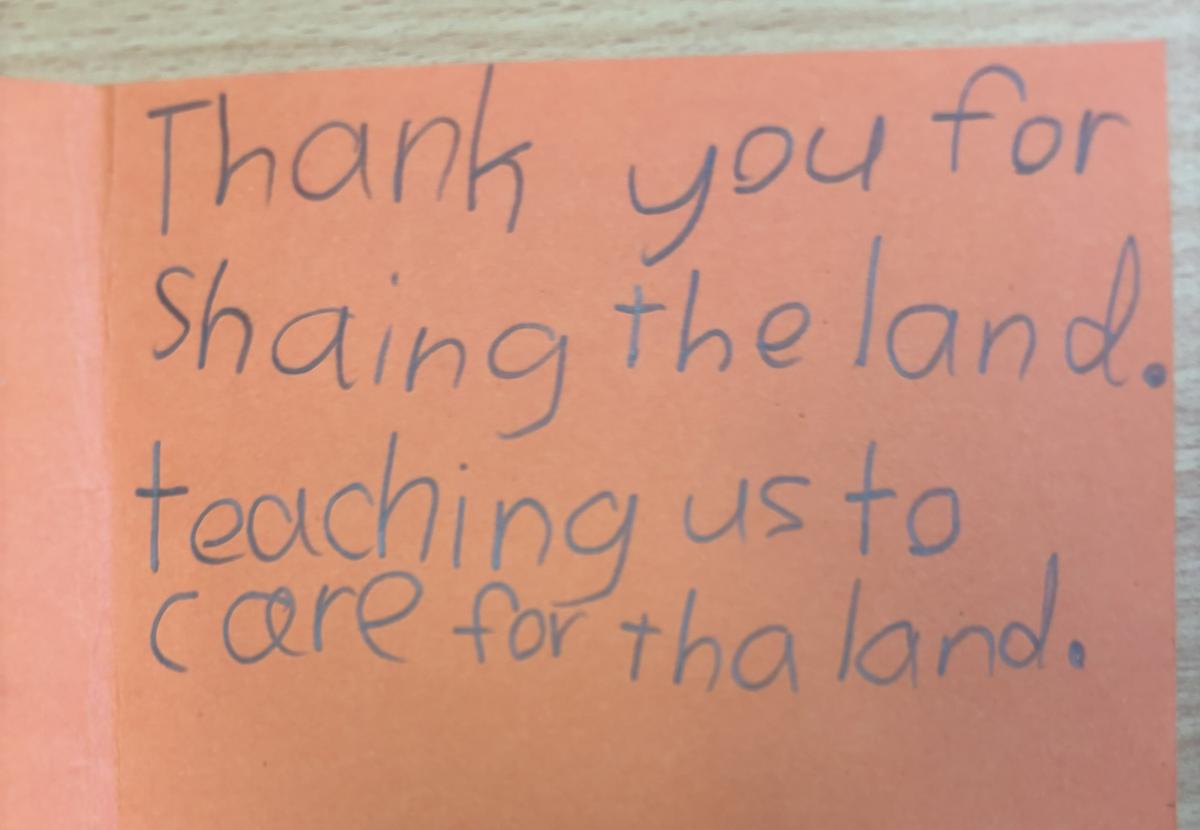 Thank you for
Shaing the land.
teaching us to
care for tha land.